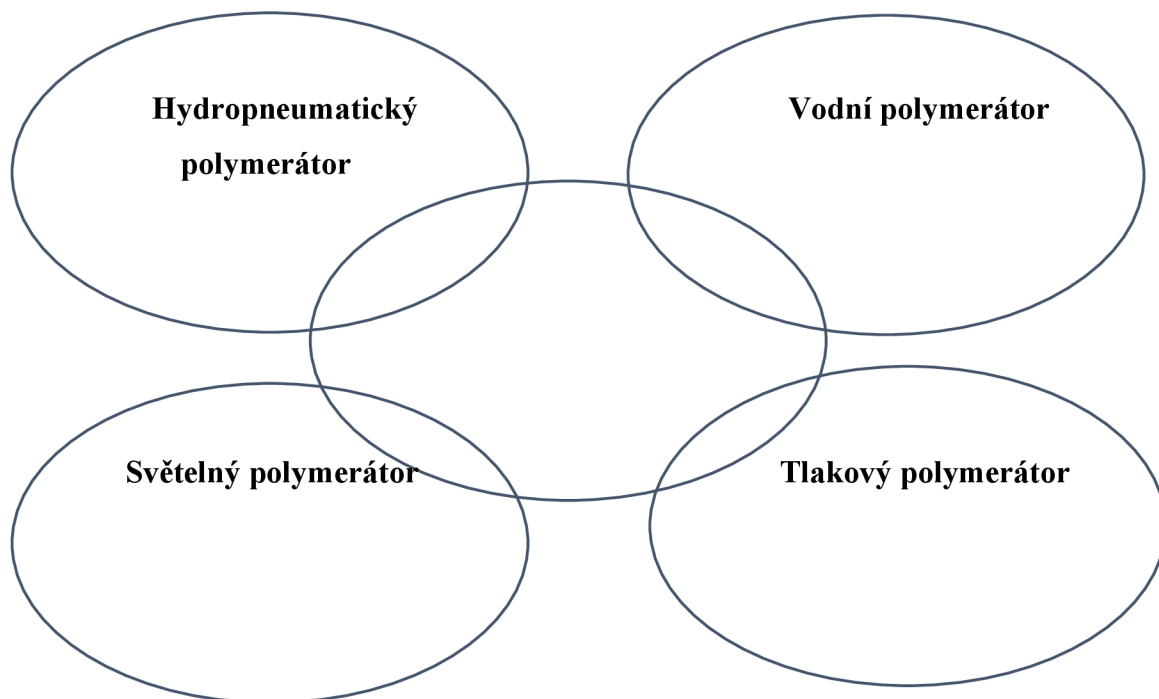 Hydropneumatický
polymerátor
Vodní polymerátor
Světelný polymerátor
Tlakový polymerátor